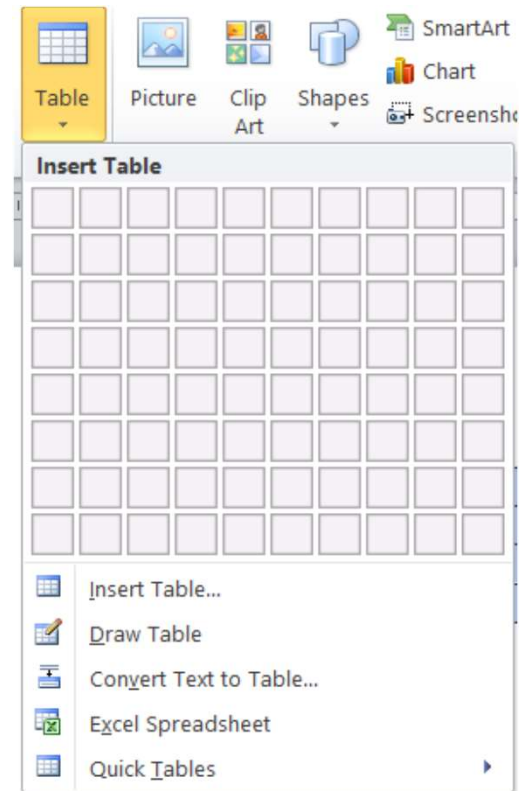 SmartArt
Chart
Table
Picture
Clip
Art
Shapes
Insert Table
Insert Table...
Draw Table
Convert Text to Table...
Excel Spreadsheet
Quick Tables